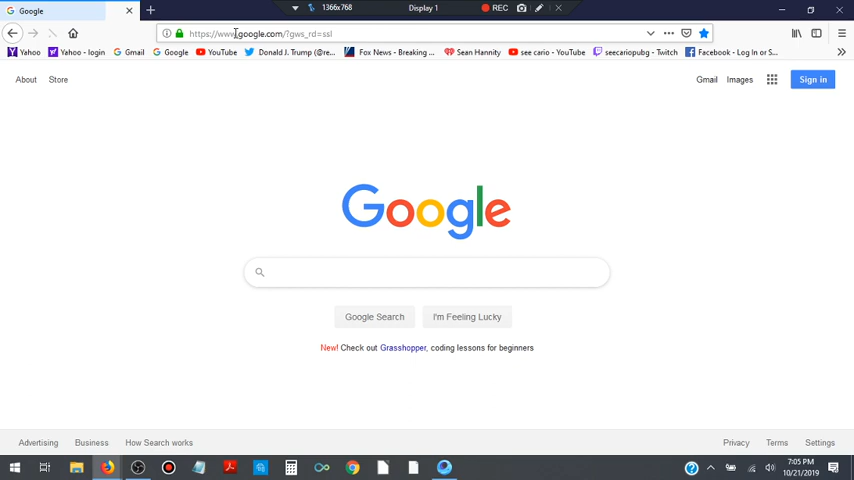 Google
1366x768
Display 1
REC
https://www.google.com/?gws_rd=ssl
Yahoo
Yahoo - login
Gmail
Google
YouTube
Donald J. Trump (@re...
Fox News - Breaking ...
Sean Hannity
see cario - YouTube
seecariopubg - Twitch
Facebook - Log In or S...
About
Store
Gmail
Images
Sign in
Google
Google Search
I'm Feeling Lucky
New! Check out Grasshopper, coding lessons for beginners
Advertising
Business
How Search works
Privacy
Terms
Settings
7:05 PM
10/21/2019